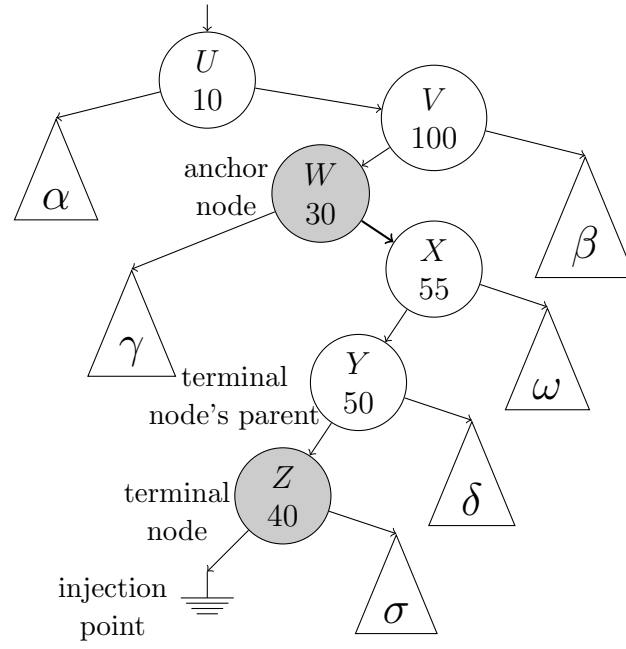 U
10
V
100
α
anchor
node
W
30
β
X
55
γ
ω
terminal
node's parent
Y
50
δ
terminal
node
Z
40
injection
point
σ